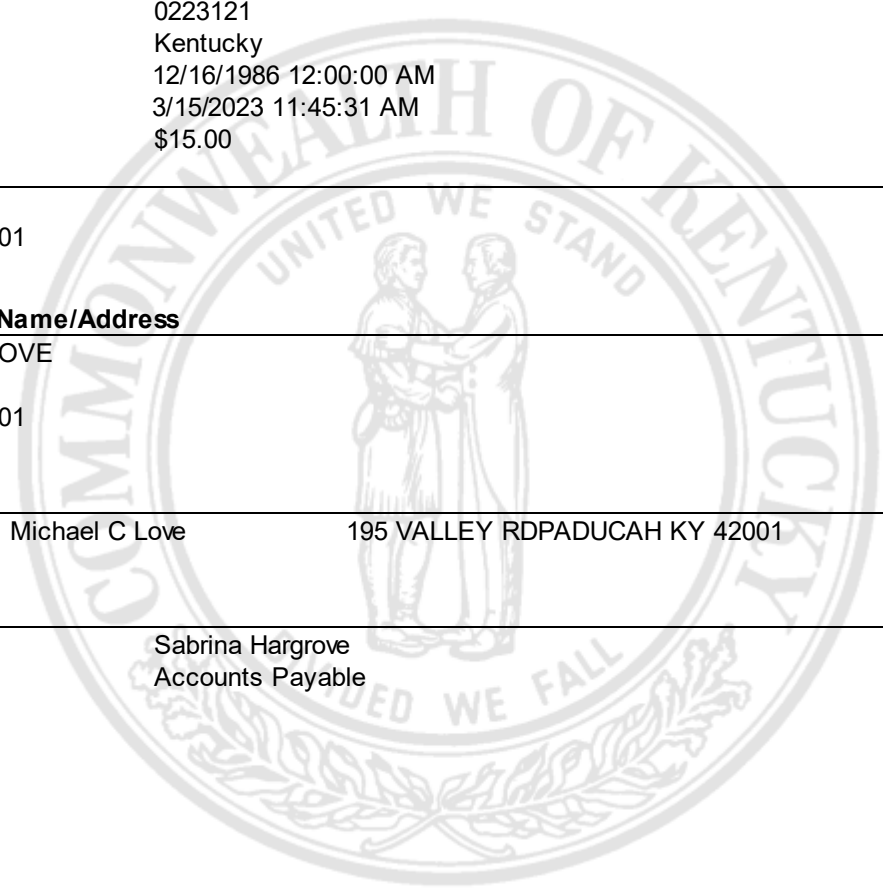 0223121
Kentucky
12/16/1986 12:00:00 AM
3/15/2023 11:45:31 AM
$15.00
01
Name/Address
OVE
01
Michael C Love 195 VALLEY RDPADUCAH KY 42001
Sabrina Hargrove
Accounts Payable
COMMONWEALTH OF KENTUCKY
UNITED WE STAND
DIVIDED WE FALL